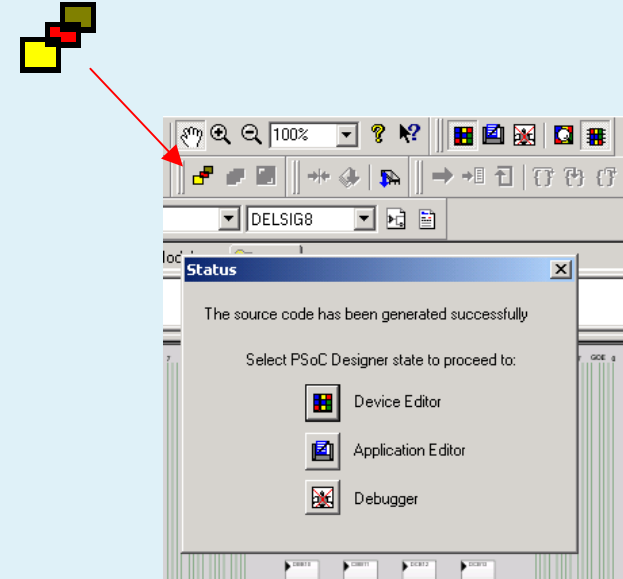 100%
DELSIG8
Status
The source code has been generated successfully
Select PSoC Designer state to proceed to:
Device Editor
Application Editor
Debugger